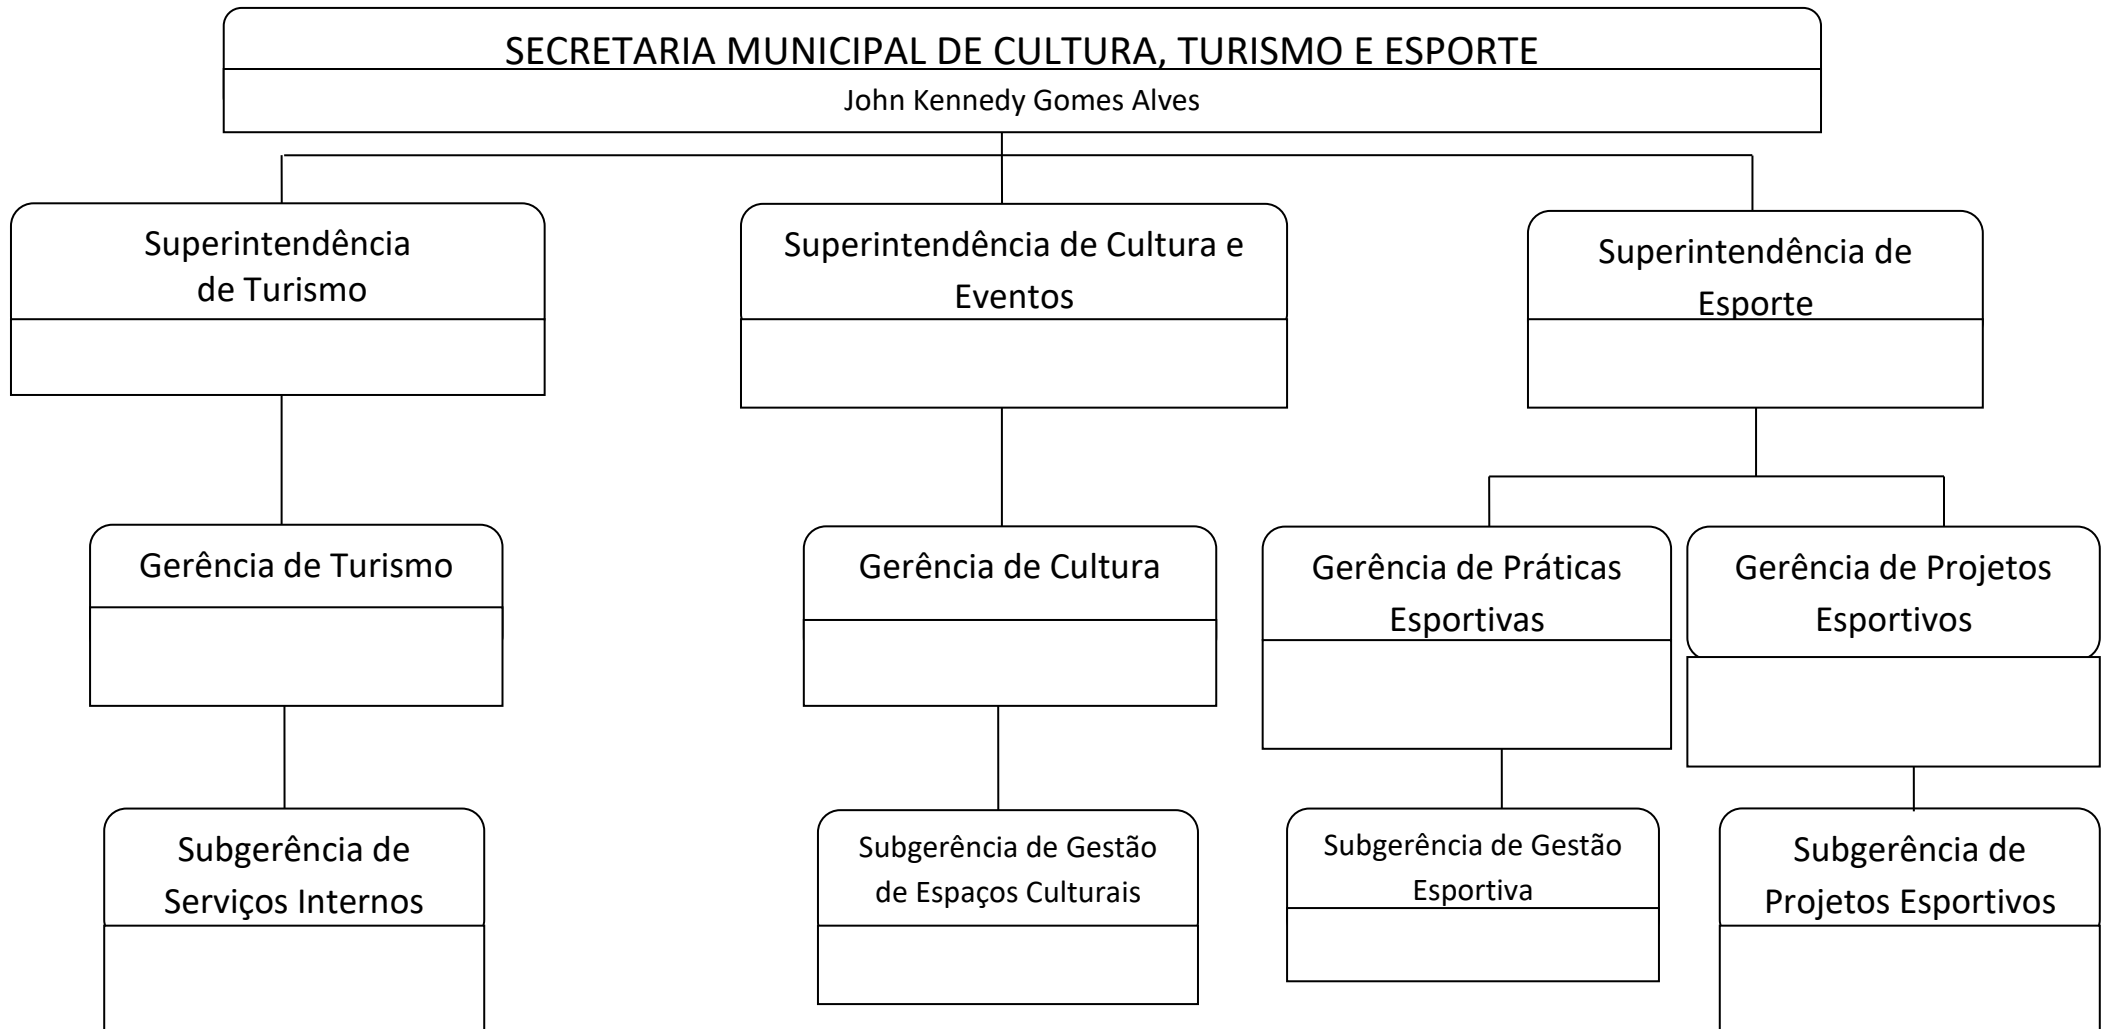 SECRETARIA MUNICIPAL DE CULTURA, TURISMO E ESPORTE
John Kennedy Gomes Alves
Superintendência
de Turismo
Superintendência de Cultura e
Eventos
Superintendência de
Esporte
Gerência de Turismo
Gerência de Cultura
Gerência de Práticas
Esportivas
Gerência de Projetos
Esportivos
Subgerência de
Serviços Internos
Subgerência de Gestão
de Espaços Culturais
Subgerência de Gestão
Esportiva
Subgerência de
Projetos Esportivos